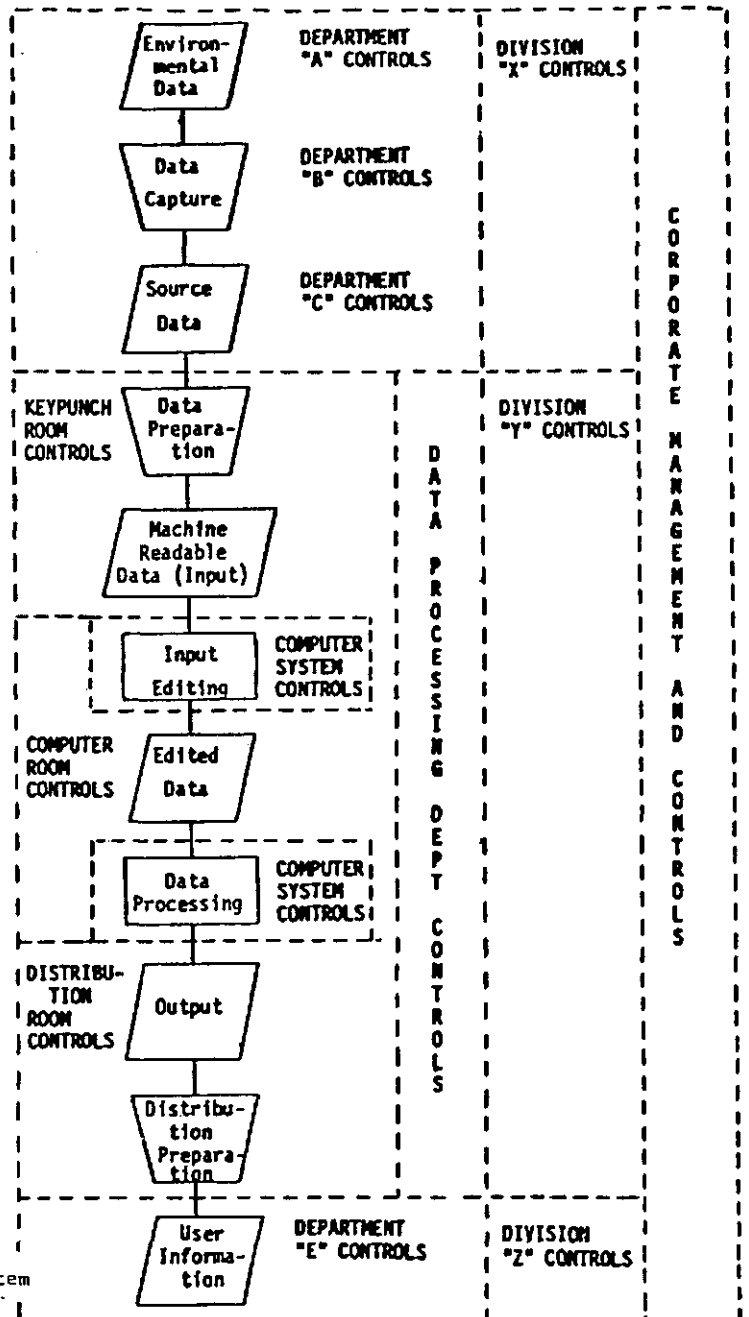 Environ-
mental
Data
DEPARTMENT
"A" CONTROLS
DIVISION
"X" CONTROLS
Data
Capture
DEPARTMENT
"B" CONTROLS
Source
Data
DEPARTMENT
"C" CONTROLS
CORPORATE MANAGEMENT AND CONTROLS
KEYPUNCH
ROOM
CONTROLS
Data
Prepara-
tion
DIVISION
"Y" CONTROLS
DATA PROCESSING DEPT CONTROLS
Machine
Readable
Data (Input)
Input
Editing
COMPUTER
SYSTEM
CONTROLS
COMPUTER
ROOM
CONTROLS
Edited
Data
Data
Processing
COMPUTER
SYSTEM
CONTROLS
DISTRIBU-
TION
ROOM
CONTROLS
Output
Distribu-
tion
Prepara-
tion
User
Informa-
tion
DEPARTMENT
"E" CONTROLS
DIVISION
"Z" CONTROLS